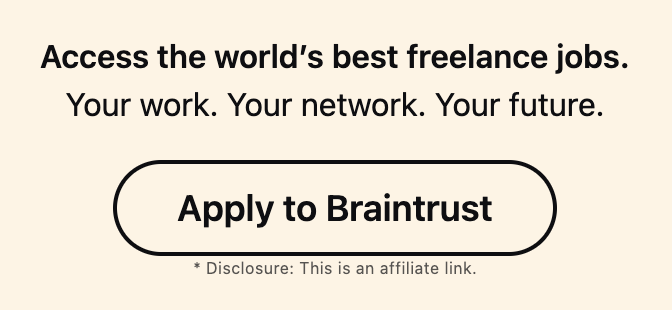 Access the world’s best freelance jobs.
Your work. Your network. Your future.
Apply to Braintrust
* Disclosure: This is an affiliate link.